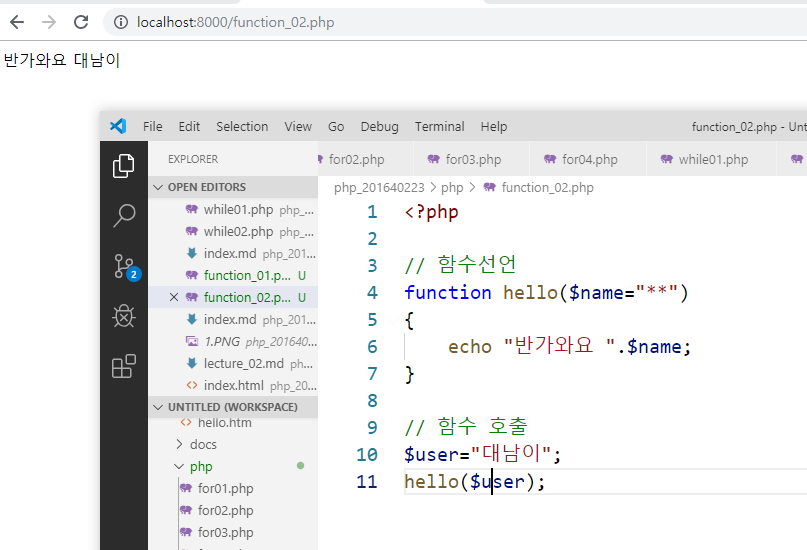 localhost:8000/function_02.php
반가와요 대남이
File Edit Selection View Go Debug Terminal Help function_02.php - Unt
EXPLORER
for02.php for03.php for04.php while01.php
OPEN EDITORS
while01.php php_...
while02.php php_...
index.md php_201...
function_01.p... U
function_02.p... U
index.md php_201...
1.PNG php_201640...
lecture_02.md ph...
index.html php_20...
UNTITLED (WORKSPACE)
hello.htm
docs
php
for01.php
for02.php
for03.php
2
php_201640223 > php > function_02.php
1 <?php
2
3 // 함수선언
4 function hello($name="**")
5 {
6 echo "반가와요 ".$name;
7 }
8
9 // 함수 호출
10 $user="대남이";
11 hello($user);